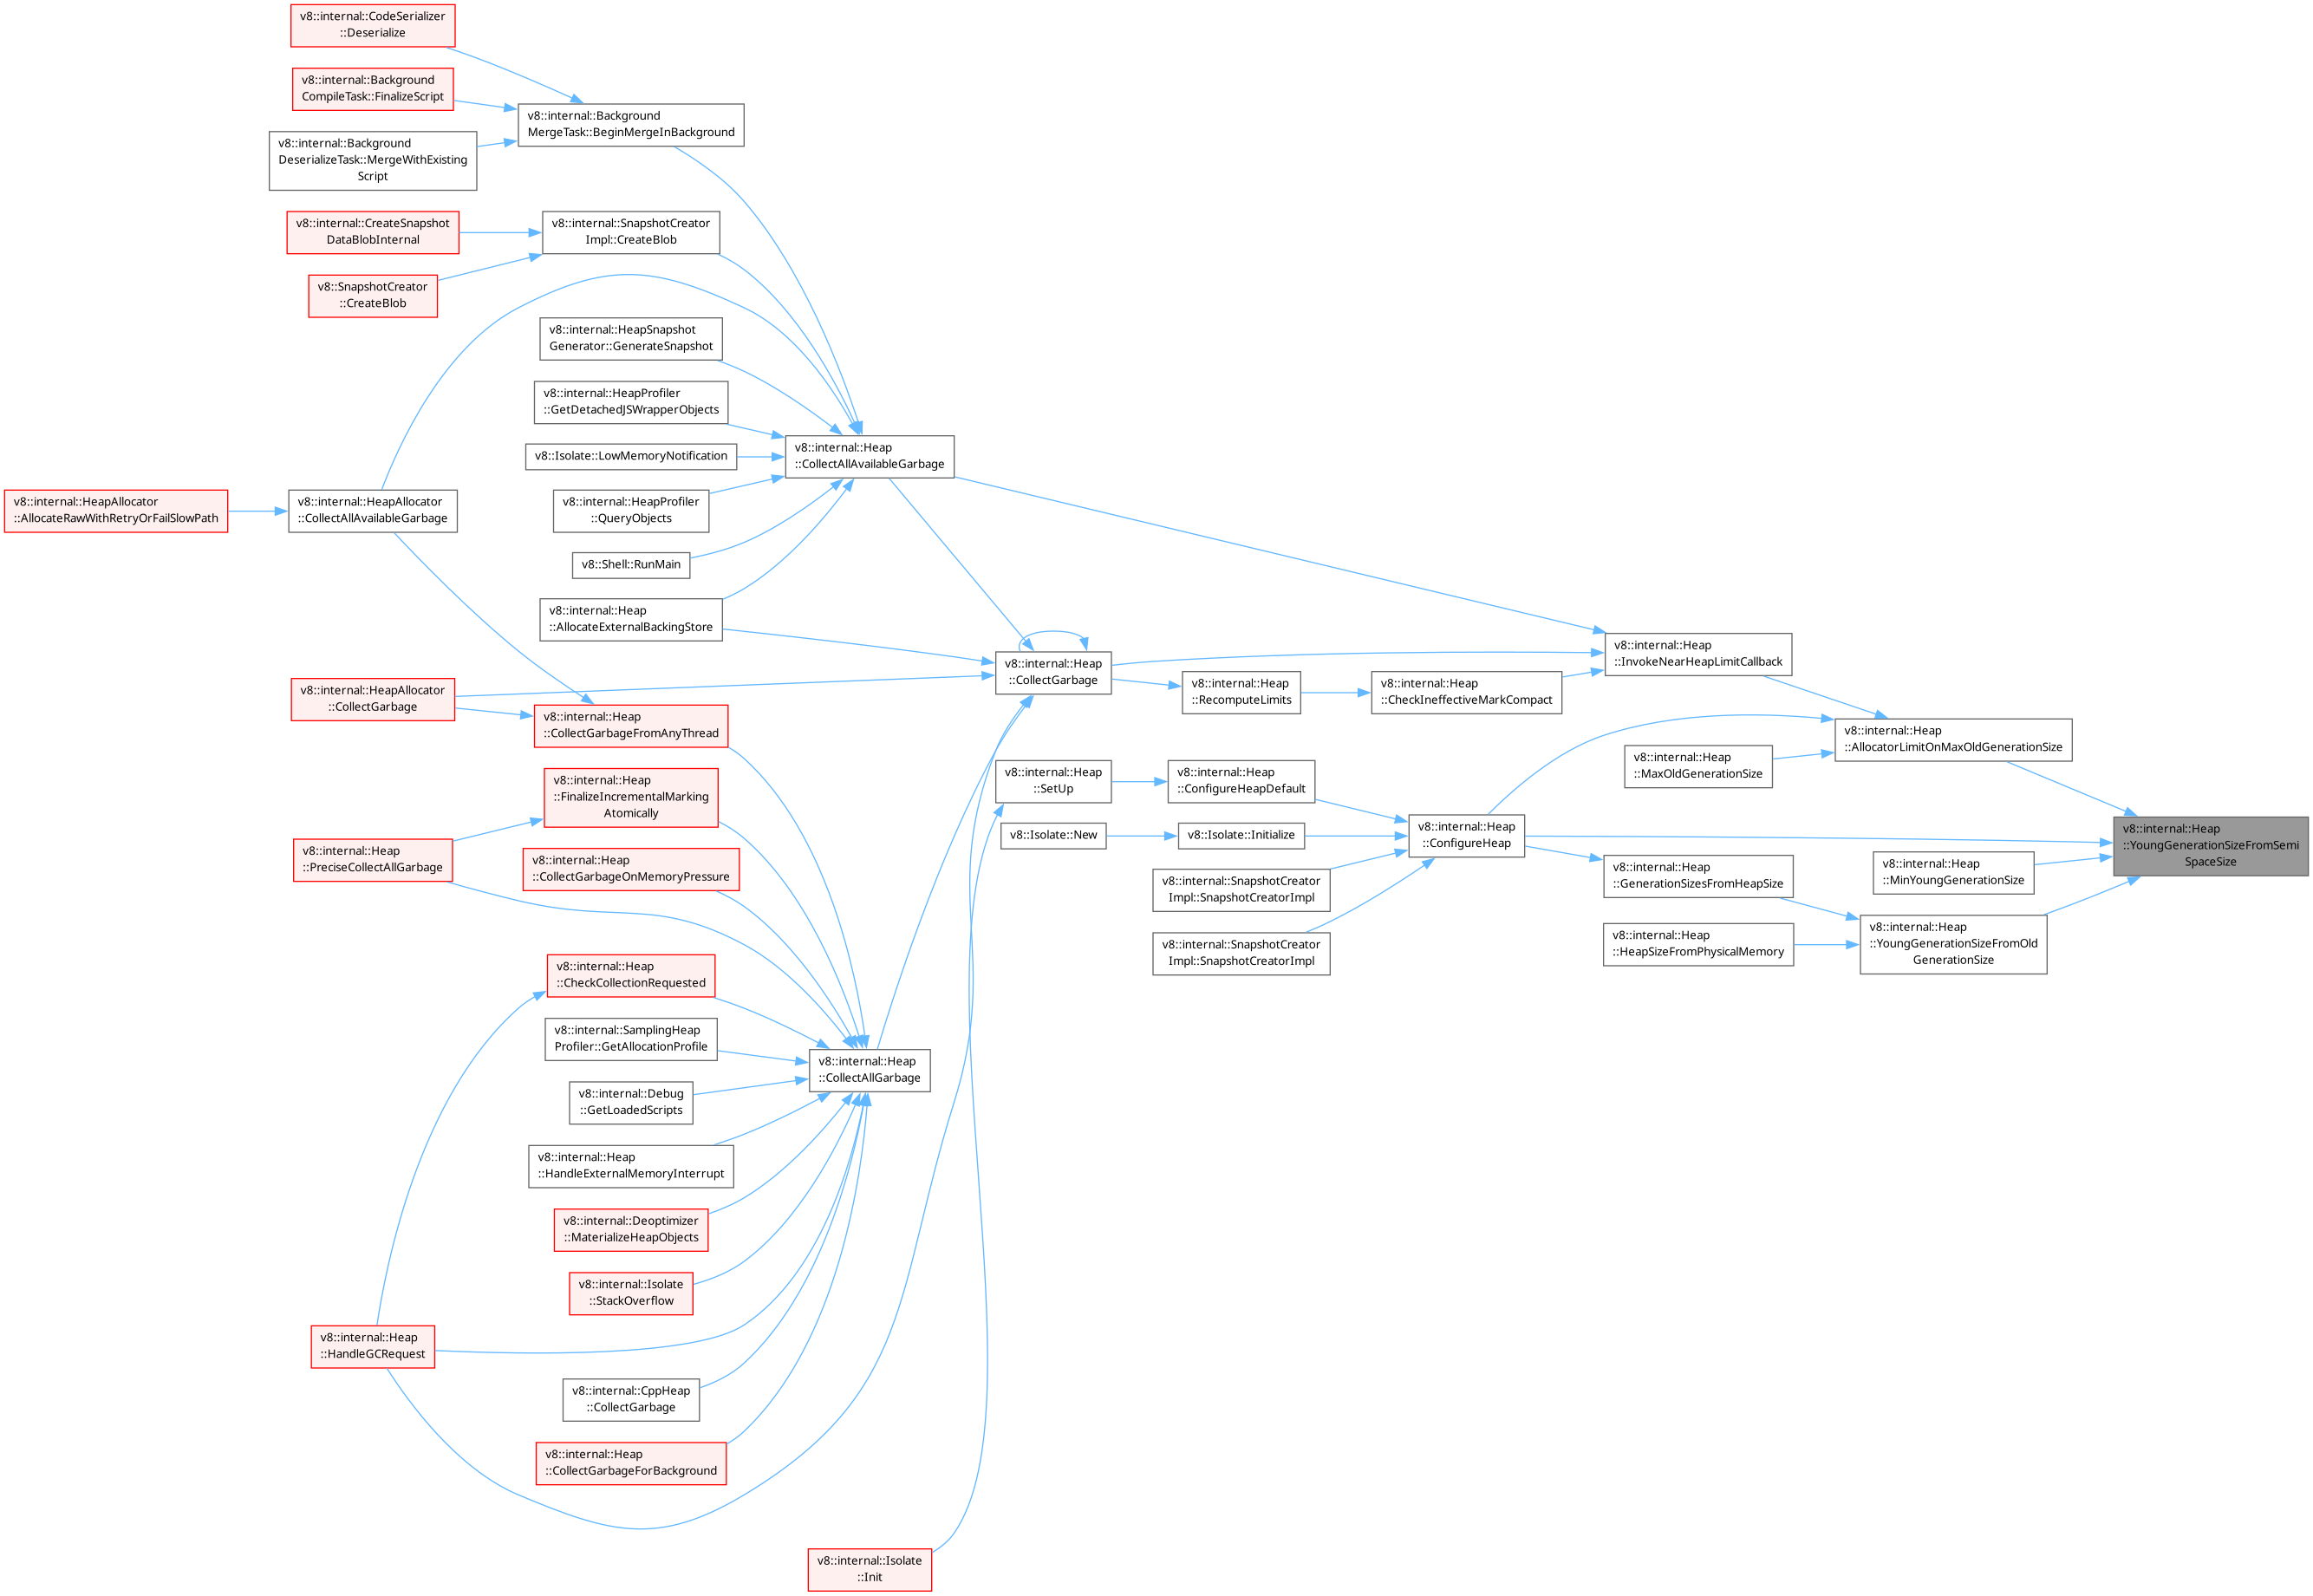 v8::internal::CodeSerializer
::Deserialize
v8::internal::Background
CompileTask::FinalizeScript
v8::internal::Background
MergeTask::BeginMergeInBackground
v8::internal::Background
DeserializeTask::MergeWithExisting
Script
v8::internal::CreateSnapshot
DataBlobInternal
v8::internal::SnapshotCreator
Impl::CreateBlob
v8::SnapshotCreator
::CreateBlob
v8::internal::HeapSnapshot
Generator::GenerateSnapshot
v8::internal::HeapProfiler
::GetDetachedJSWrapperObjects
v8::internal::Heap
::CollectAllAvailableGarbage
v8::Isolate::LowMemoryNotification
v8::internal::HeapAllocator
::AllocateRawWithRetryOrFailSlowPath
v8::internal::HeapAllocator
::CollectAllAvailableGarbage
v8::internal::HeapProfiler
::QueryObjects
v8::Shell::RunMain
v8::internal::Heap
::AllocateExternalBackingStore
v8::internal::Heap
::CollectGarbage
v8::internal::Heap
::InvokeNearHeapLimitCallback
v8::internal::HeapAllocator
::CollectGarbage
v8::internal::Heap
::RecomputeLimits
v8::internal::Heap
::CheckIneffectiveMarkCompact
v8::internal::Heap
::CollectGarbageFromAnyThread
v8::internal::Heap
::AllocatorLimitOnMaxOldGenerationSize
v8::internal::Heap
::MaxOldGenerationSize
v8::internal::Heap
::FinalizeIncrementalMarking
Atomically
v8::internal::Heap
::SetUp
v8::internal::Heap
::ConfigureHeapDefault
v8::Isolate::New
v8::Isolate::Initialize
v8::internal::Heap
::ConfigureHeap
v8::internal::Heap
::YoungGenerationSizeFromSemi
SpaceSize
v8::internal::Heap
::PreciseCollectAllGarbage
v8::internal::Heap
::CollectGarbageOnMemoryPressure
v8::internal::SnapshotCreator
Impl::SnapshotCreatorImpl
v8::internal::Heap
::GenerationSizesFromHeapSize
v8::internal::Heap
::MinYoungGenerationSize
v8::internal::SnapshotCreator
Impl::SnapshotCreatorImpl
v8::internal::Heap
::HeapSizeFromPhysicalMemory
v8::internal::Heap
::YoungGenerationSizeFromOld
GenerationSize
v8::internal::Heap
::CheckCollectionRequested
v8::internal::SamplingHeap
Profiler::GetAllocationProfile
v8::internal::Heap
::CollectAllGarbage
v8::internal::Debug
::GetLoadedScripts
v8::internal::Heap
::HandleExternalMemoryInterrupt
v8::internal::Deoptimizer
::MaterializeHeapObjects
v8::internal::Isolate
::StackOverflow
v8::internal::Heap
::HandleGCRequest
v8::internal::CppHeap
::CollectGarbage
v8::internal::Heap
::CollectGarbageForBackground
v8::internal::Isolate
::Init